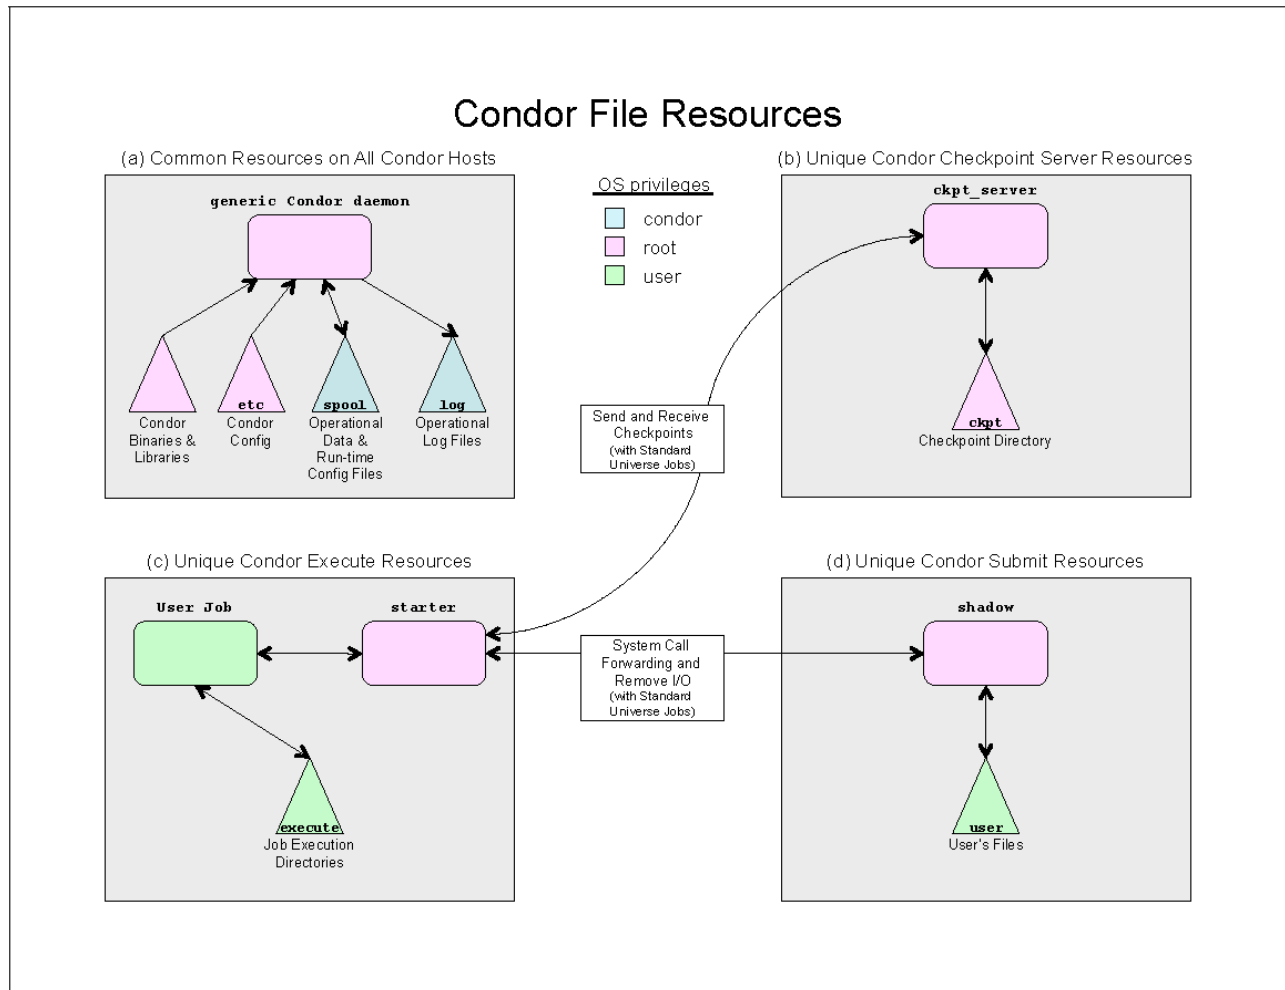 Condor File Resources
(a) Common Resources on All Condor Hosts
generic Condor daemon
Condor
Binaries &
Libraries
etc
Condor
Config
spool
Operational
Data &
Run-time
Config Files
log
Operational
Log Files
OS privileges
condor
root
user
(b) Unique Condor Checkpoint Server Resources
ckpt_server
ckpt
Checkpoint Directory
Send and Receive
Checkpoints
(with Standard
Universe Jobs)
(c) Unique Condor Execute Resources
User Job
starter
execute
Job Execution
Directories
System Call
Forwarding and
Remove I/O
(with Standard
Universe Jobs)
(d) Unique Condor Submit Resources
shadow
user
User's Files